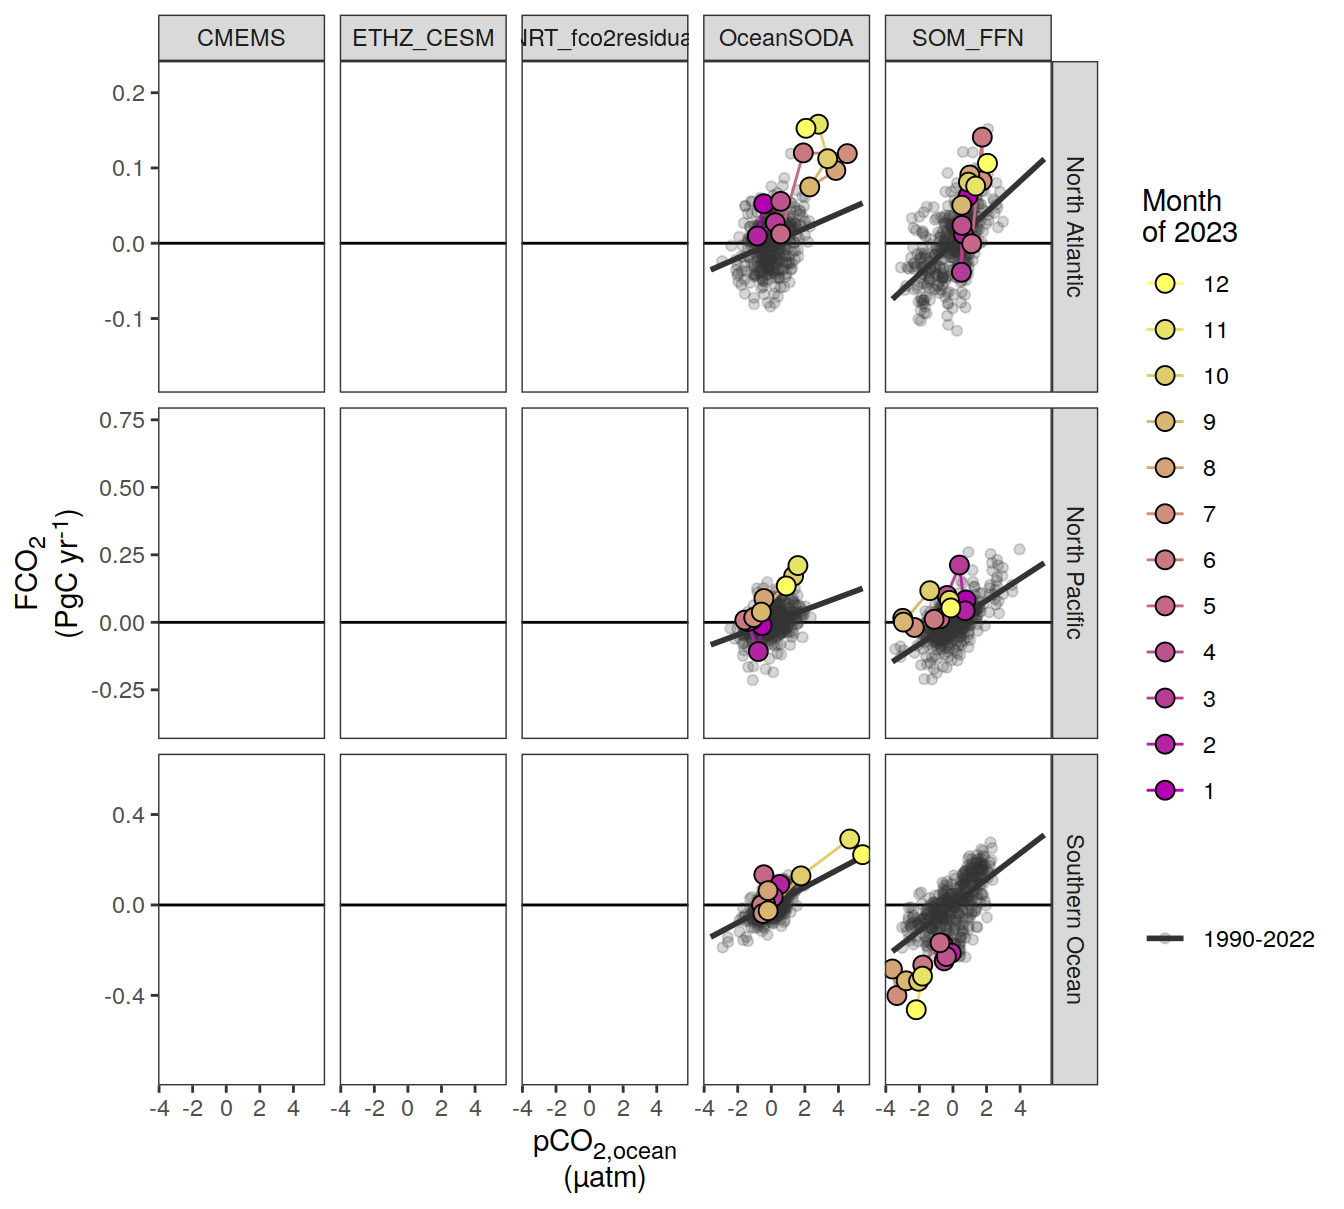 CMEMS ETHZ_CESM NRT_fco2residua OceanSODA SOM_FFN
0.2
0.1
0.0
-0.1
North Atlantic
0.75
0.50
0.25
0.00
-0.25
North Pacific
0.4
0.0
-0.4
Southern Ocean
FCO2
(PgC yr-1)
-4 -2 0 2 4 -4 -2 0 2 4 -4 -2 0 2 4 -4 -2 0 2 4 -4 -2 0 2 4
pCO2,ocean
(µatm)
Month
of 2023
12
11
10
9
8
7
6
5
4
3
2
1
1990-2022